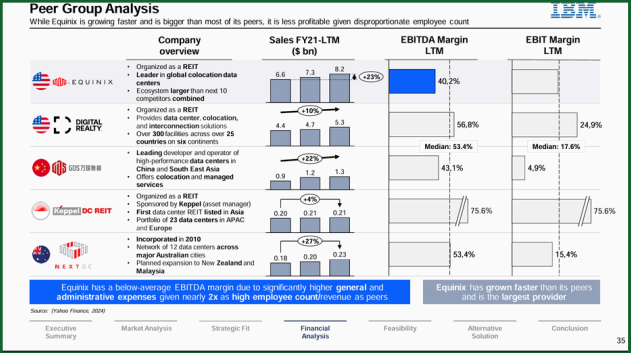 Peer Group Analysis
IBM
While Equinix is growing faster and is bigger than most of its peers, it is less profitable given disproportionate employee count
Company overview
Sales FY21-LTM ($ bn)
EBITDA Margin LTM
EBIT Margin LTM
EQUINIX
• Organized as a REIT
• Leader in global colocation data centers
• Ecosystem larger than next 10 competitors combined
6.6 7.3 8.2 +23%
40,2%
DIGITAL REALTY
• Organized as a REIT
• Provides data center, colocation, and interconnection solutions
• Over 300 facilities across over 25 countries on six continents
+10%
4.4 4.7 5.3
56,8%
24,9%
Median: 53.4%
Median: 17.6%
GDS万国数据
• Leading developer and operator of high-performance data centers in China and South East Asia
• Offers colocation and managed services
+22%
0.9 1.2 1.3
43,1%
4,9%
Keppel DC REIT
• Organized as a REIT
• Sponsored by Keppel (asset manager)
• First data center REIT listed in Asia
• Portfolio of 23 data centers in APAC and Europe
+4%
0.20 0.21 0.21
75.6%
75.6%
NEXTDC
• Incorporated in 2010
• Network of 12 data centers across major Australian cities
• Planned expansion to New Zealand and Malaysia
+27%
0.18 0.20 0.23
53,4%
15,4%
Equinix has a below-average EBITDA margin due to significantly higher general and
administrative expenses given nearly 2x as high employee count/revenue as peers
Equinix has grown faster than its peers
and is the largest provider
Source: (Yahoo Finance, 2024)
Executive Summary
Market Analysis
Strategic Fit
Financial Analysis
Feasibility
Alternative Solution
Conclusion
35